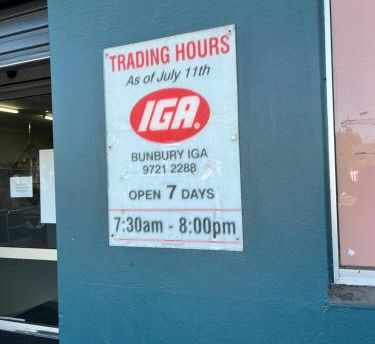 TRADING HOURS
As of July 11th
IGA
BUNBURY IGA
9721 2288
OPEN 7 DAYS
7:30am - 8:00pm